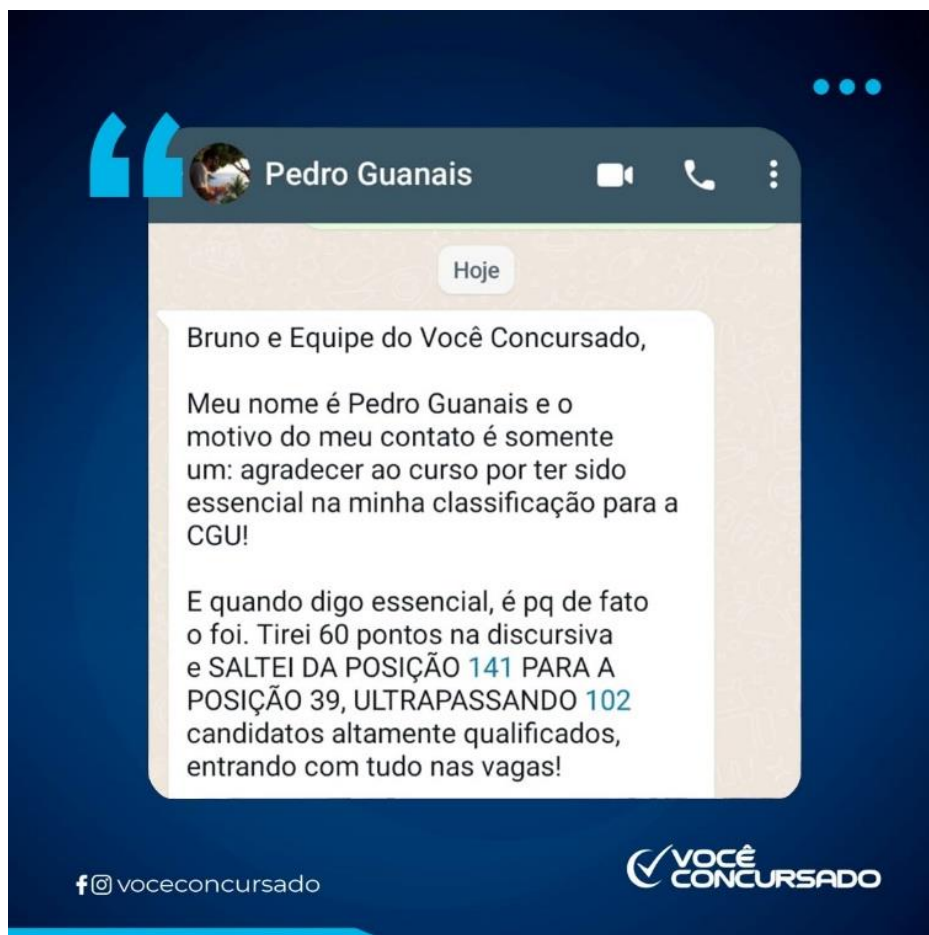 Pedro Guanais
Hoje
Bruno e Equipe do Você Concursado,
Meu nome é Pedro Guanais e o
motivo do meu contato é somente
um: agradecer ao curso por ter sido
essencial na minha classificação para a
CGU!
E quando digo essencial, é pq de fato
o foi. Tirei 60 pontos na discursiva
e SALTEI DA POSIÇÃO 141 PARA A
POSIÇÃO 39, ULTRAPASSANDO 102
candidatos altamente qualificados,
entrando com tudo nas vagas!
voceconcursado
VOCÊ
CONCURSADO